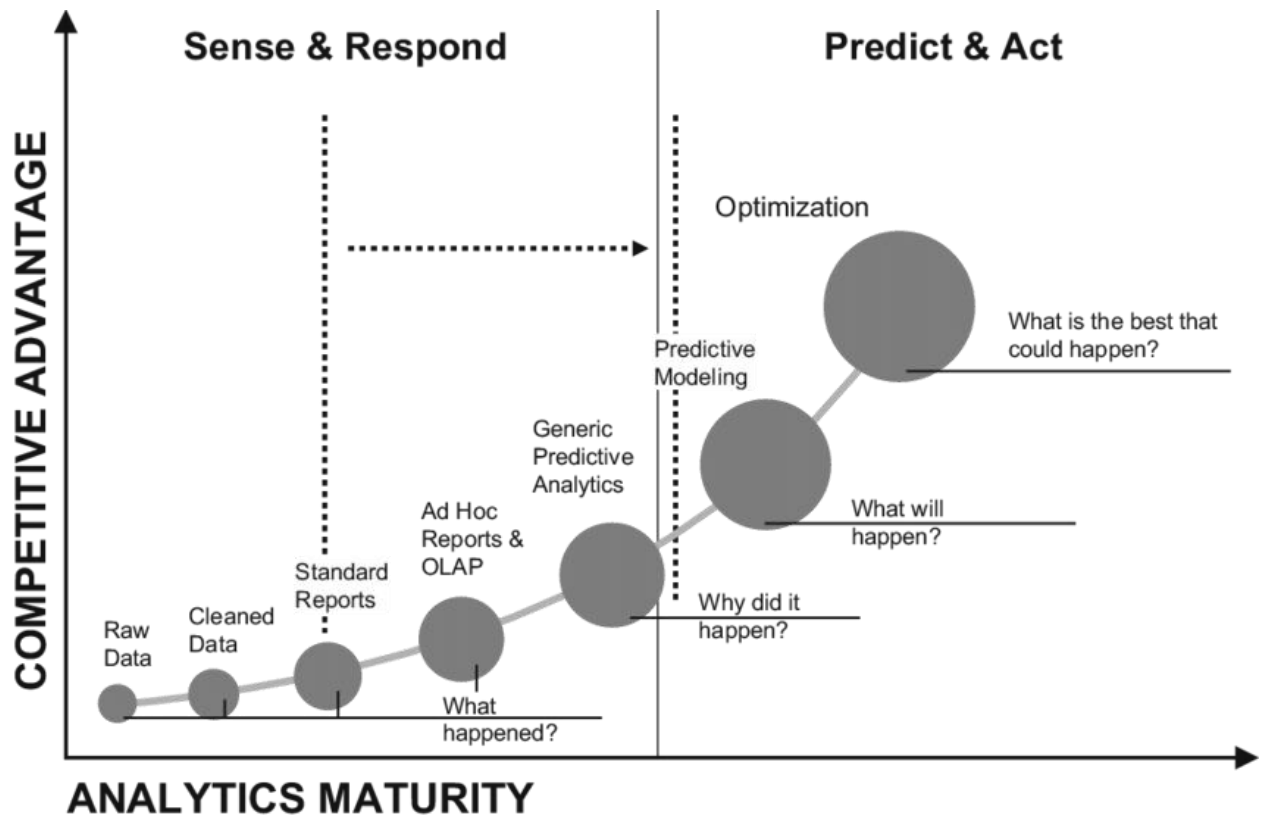 Sense & Respond
Predict & Act
COMPETITIVE ADVANTAGE
Optimization
What is the best that
could happen?
Predictive
Modeling
What will
happen?
Generic
Predictive
Analytics
Why did it
happen?
Ad Hoc
Reports &
OLAP
Standard
Reports
Cleaned
Data
Raw
Data
What
happened?
ANALYTICS MATURITY